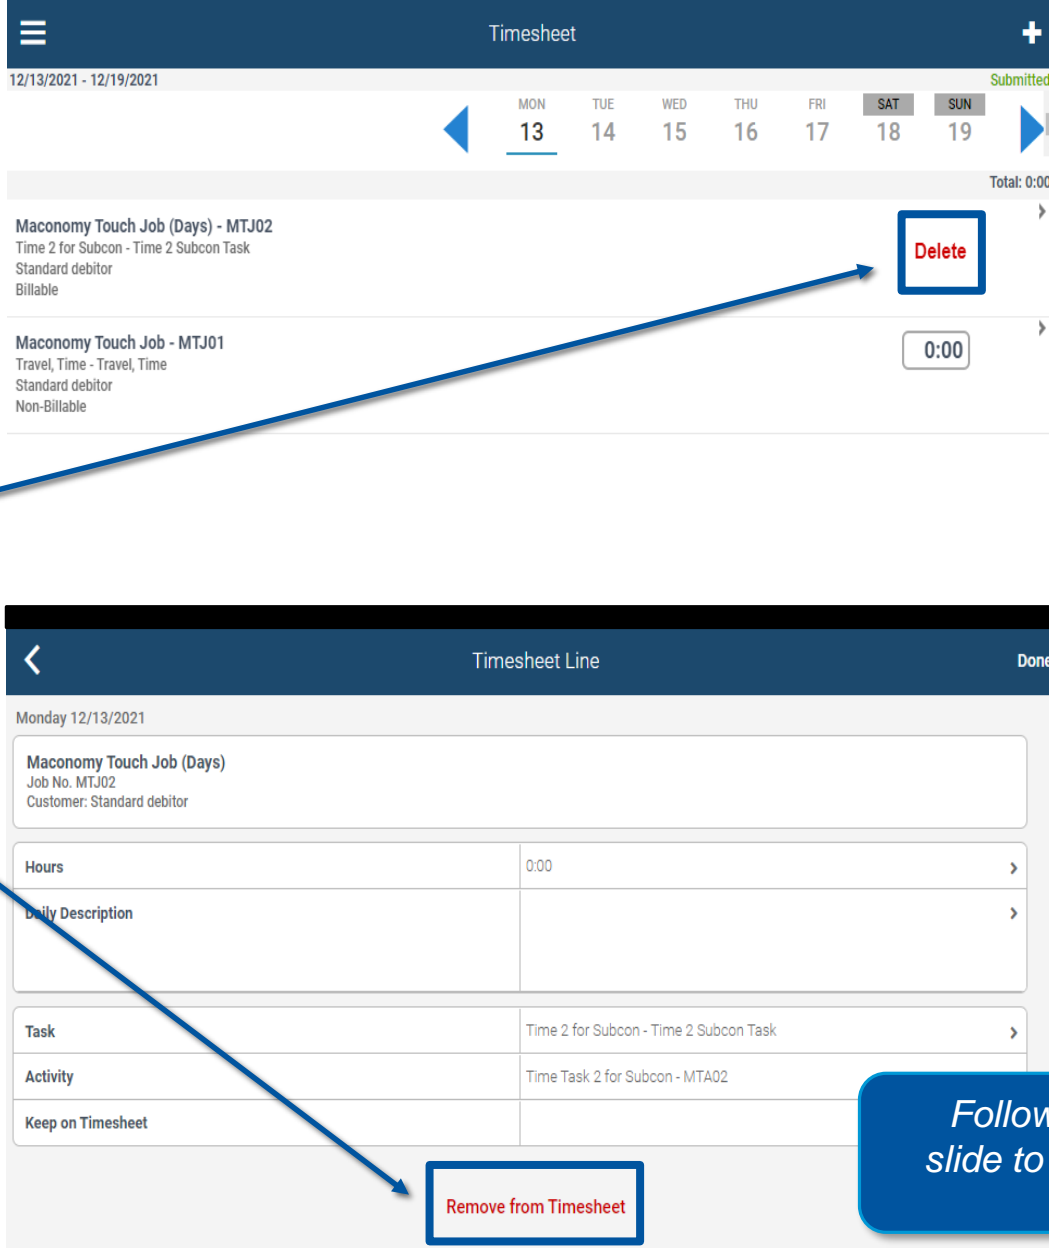 Timesheet
12/13/2021 - 12/19/2021 Submitted
MON TUE WED THU FRI SAT SUN
13 14 15 16 17 18 19
Total: 0:00
Maconomy Touch Job (Days) - MTJ02
Time 2 for Subcon - Time 2 Subcon Task
Standard debitor
Billable
Delete
Maconomy Touch Job - MTJ01
Travel, Time - Travel, Time
Standard debitor
Non-Billable
0:00
Timesheet Line Done
Monday 12/13/2021
Maconomy Touch Job (Days)
Job No. MTJ02
Customer: Standard debitor
Hours 0:00
Daily Description
Task Time 2 for Subcon - Time 2 Subcon Task
Activity Time Task 2 for Subcon - MTA02
Keep on Timesheet
Remove from Timesheet
Follow
slide to